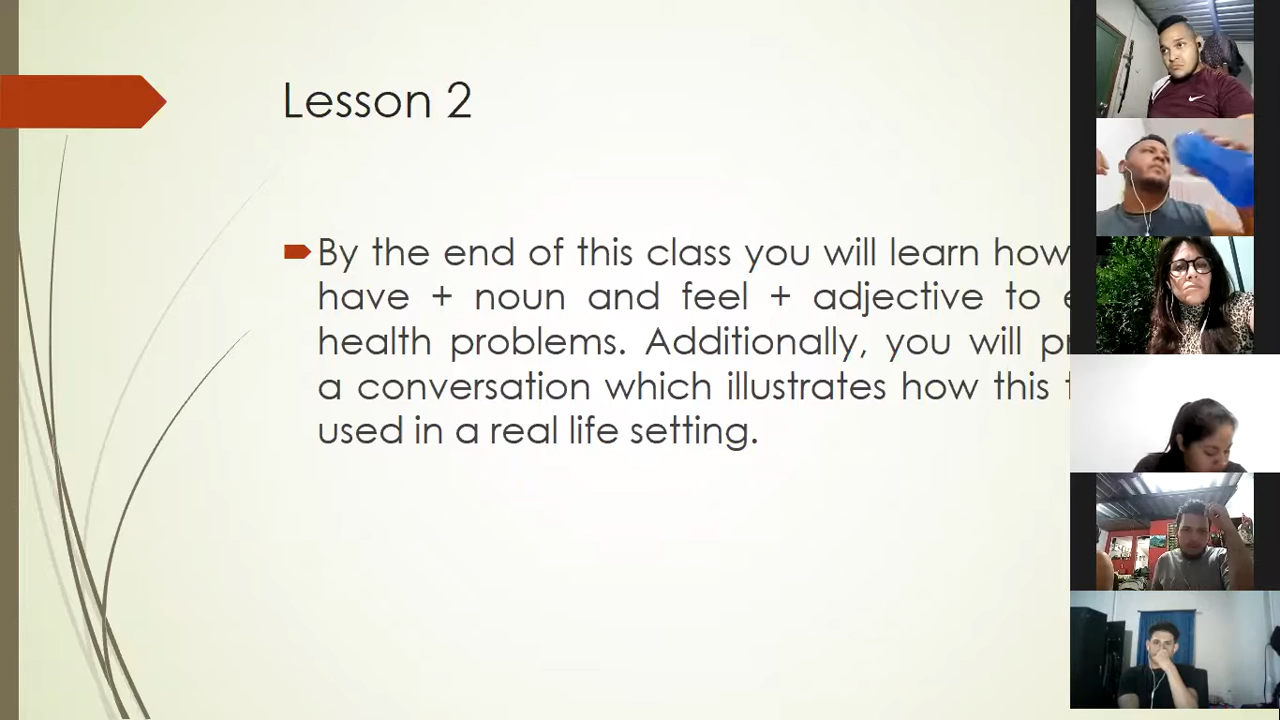 Lesson 2
By the end of this class you will learn how
have + noun and feel + adjective to
health problems. Additionally, you will
a conversation which illustrates how this
used in a real life setting.